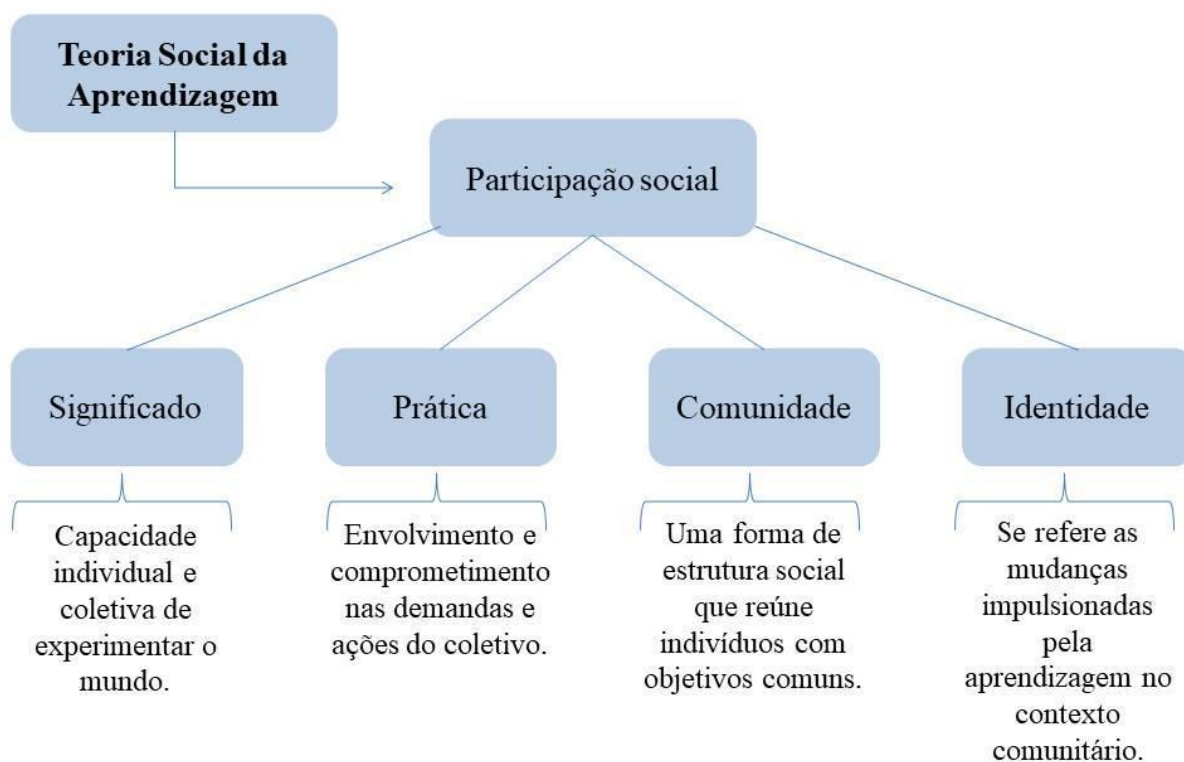 Teoria Social da
Aprendizagem
Participação social
Significado
Prática
Comunidade
Identidade
Capacidade
individual e
coletiva de
experimentar o
mundo.
Envolvimento e
comprometimento
nas demandas e
ações do coletivo.
Uma forma de
estrutura social
que reúne
indivíduos com
objetivos comuns.
Se refere as
mudanças
impulsionadas
pela
aprendizagem no
contexto
comunitário.